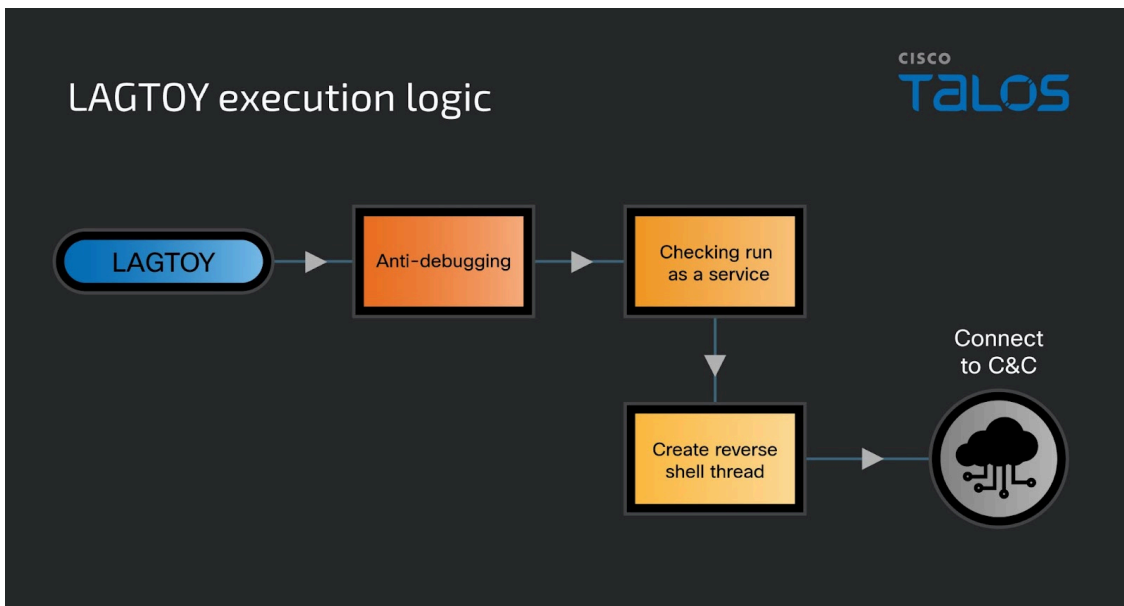 CISCO
TALOS
LAGTOY execution logic
LAGTOY
Anti-debugging
Checking run
as a service
Connect
to C&C
Create reverse
shell thread